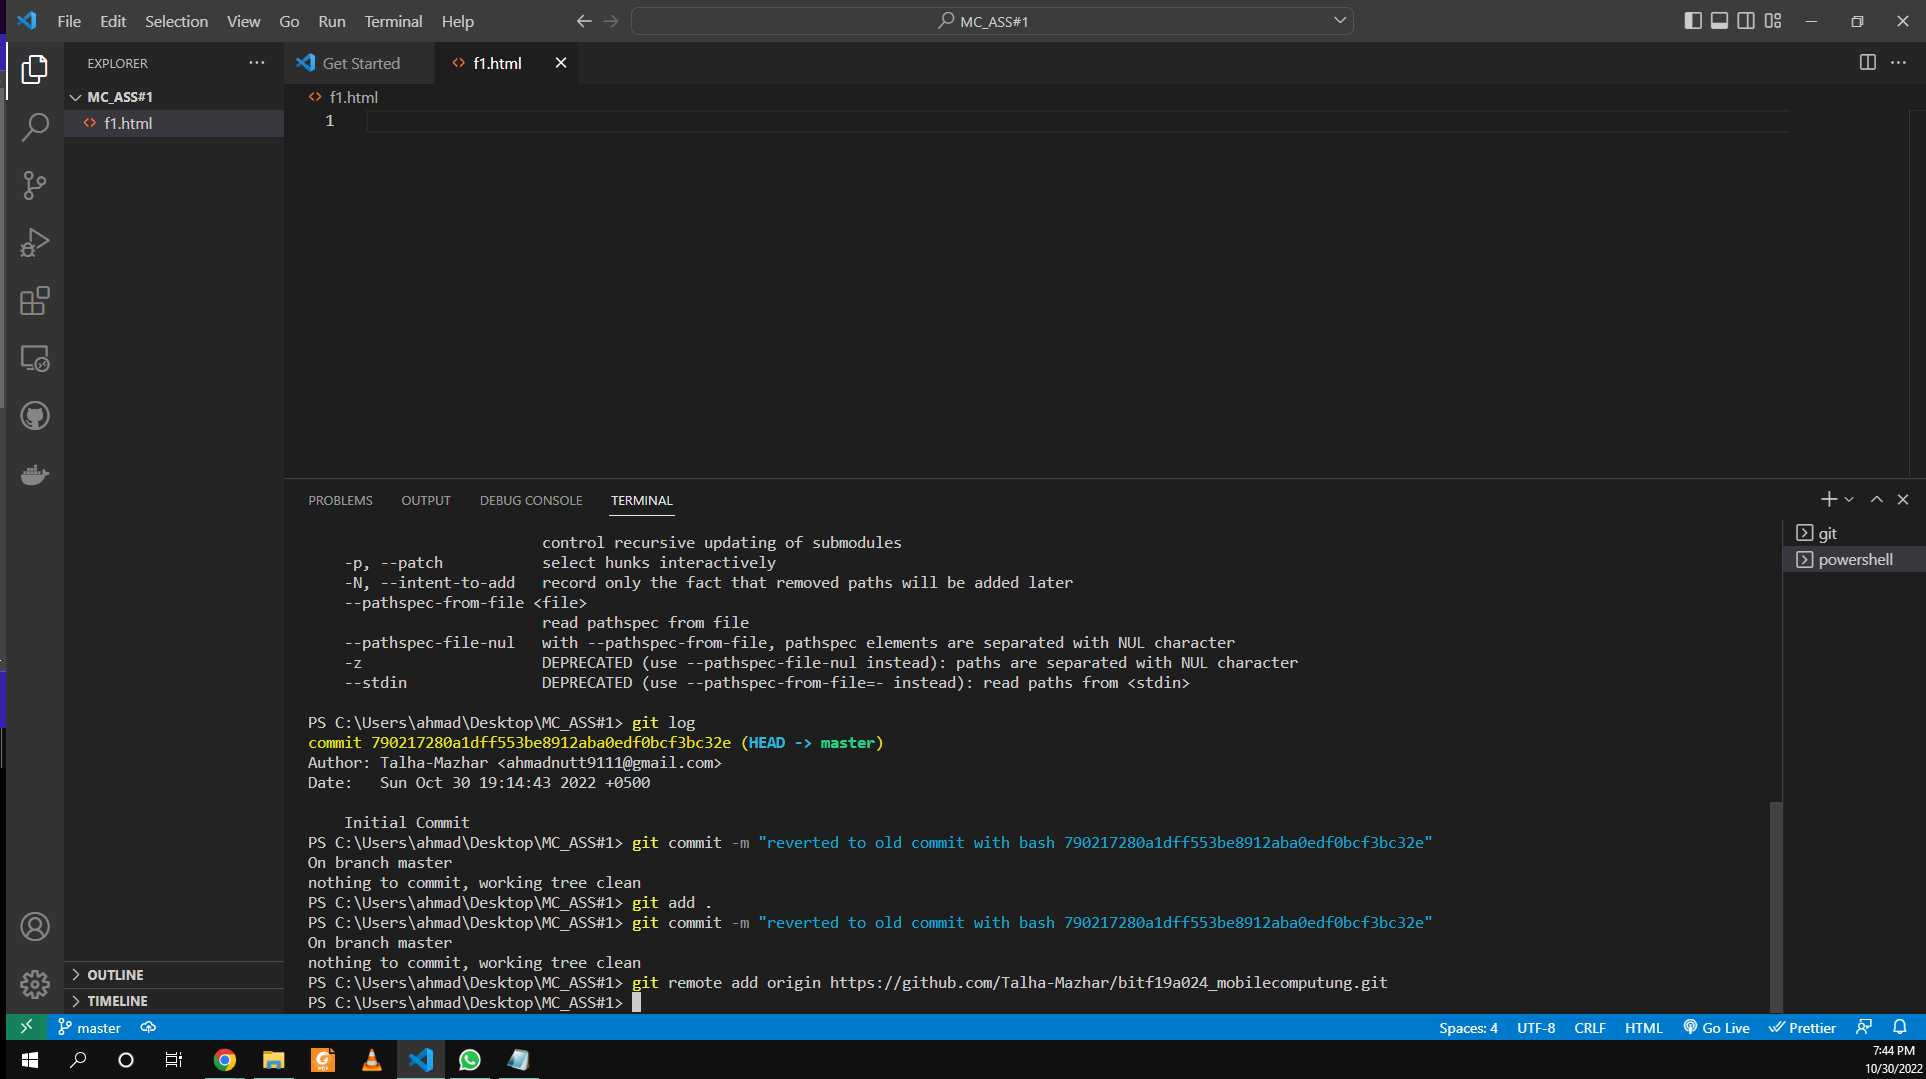 File Edit Selection View Go Run Terminal Help
MC_ASS#1
EXPLORER
Get Started
f1.html
MC_ASS#1
f1.html
f1.html
1
PROBLEMS OUTPUT DEBUG CONSOLE TERMINAL
git
powershell
control recursive updating of submodules
-p, --patch select hunks interactively
-N, --intent-to-add record only the fact that removed paths will be added later
--pathspec-from-file <file>
read pathspec from file
--pathspec-file-nul with --pathspec-from-file, pathspec elements are separated with NUL character
-z DEPRECATED (use --pathspec-file-nul instead): paths are separated with NUL character
--stdin DEPRECATED (use --pathspec-from-file=- instead): read paths from <stdin>
PS C:\Users\ahmad\Desktop\MC_ASS#1> git log
commit 790217280a1dff553be8912aba0edf0bcf3bc32e (HEAD -> master)
Author: Talha-Mazhar <ahmadnutt9111@gmail.com>
Date: Sun Oct 30 19:14:43 2022 +0500
Initial Commit
PS C:\Users\ahmad\Desktop\MC_ASS#1> git commit -m "reverted to old commit with bash 790217280a1dff553be8912aba0edf0bcf3bc32e"
On branch master
nothing to commit, working tree clean
PS C:\Users\ahmad\Desktop\MC_ASS#1> git add .
PS C:\Users\ahmad\Desktop\MC_ASS#1> git commit -m "reverted to old commit with bash 790217280a1dff553be8912aba0edf0bcf3bc32e"
On branch master
nothing to commit, working tree clean
PS C:\Users\ahmad\Desktop\MC_ASS#1> git remote add origin https://github.com/Talha-Mazhar/bitf19a024_mobilecomputung.git
PS C:\Users\ahmad\Desktop\MC_ASS#1>
OUTLINE
TIMELINE
master
Spaces: 4 UTF-8 CRLF HTML Go Live Prettier
7:44 PM
10/30/2022